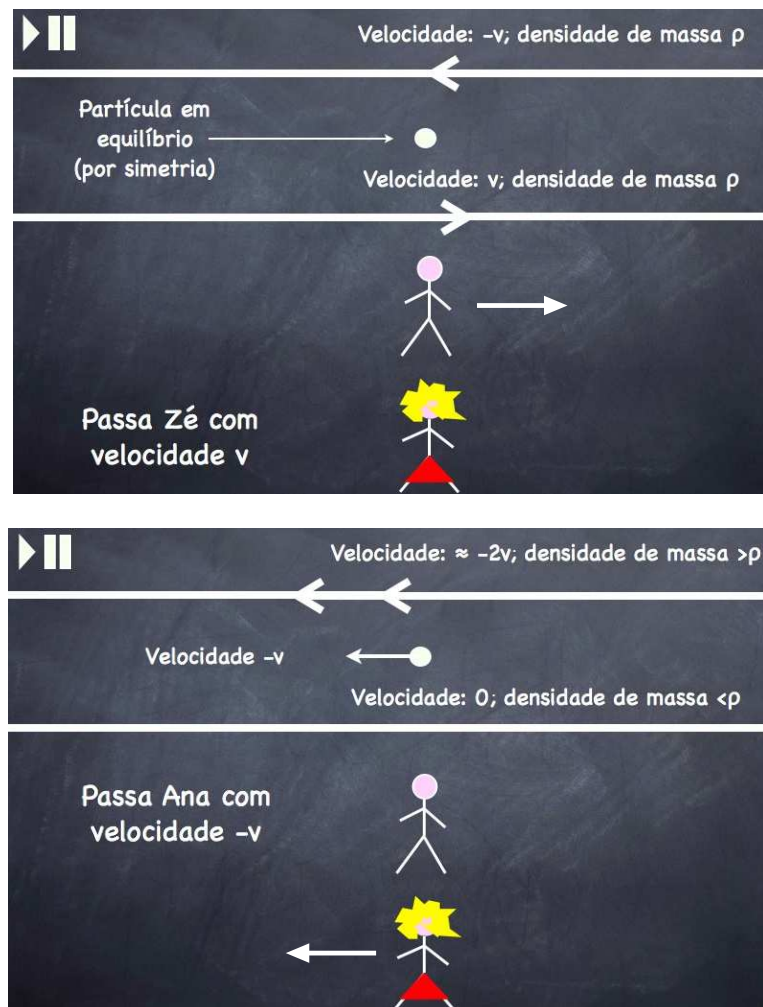 Velocidade: -v; densidade de massa ρ
Partícula em
equilíbrio
(por simetria)
Velocidade: v; densidade de massa ρ
Passa Zé com
velocidade v
Velocidade: ≈ -2v; densidade de massa >ρ
Velocidade -v
Velocidade: 0; densidade de massa <ρ
Passa Ana com
velocidade -v